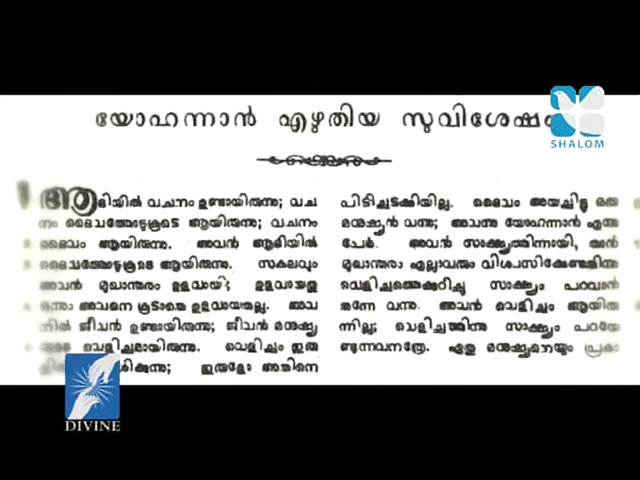 യോഹന്നാൻ എഴുതിയ സുവിശേഷം
SHALOM
ആദിയിൽ വചനം ഉണ്ടായിരുന്നു; വച
നം ദൈവത്തോടുകൂടെ ആയിരുന്നു; വചനം
ദൈവം ആയിരുന്നു. അവൻ ആദിയിൽ
ദൈവത്തോടുകൂടെ ആയിരുന്നു. സകലവും
അവൻ മുഖാന്തരം ഉളവായി; ഉളവായതു
ഒന്നും അവനെ കൂടാതെ ഉളവായതല്ല. അവ
നിൽ ജീവൻ ഉണ്ടായിരുന്നു; ജീവൻ മനുഷ്യ
വെളിച്ചമായിരുന്നു. വെളിച്ചം ഇരു
ഇരുളോ അതിനെ
പിടിച്ചടക്കിയില്ല. ദൈവം അയച്ചിട്ടു ഒരു
മനുഷ്യൻ വന്നു; അവന്നു യോഹന്നാൻ എന്നു
പേർ. അവൻ സാക്ഷ്യത്തിന്നായി, താൻ
മുഖാന്തരം എല്ലാവരും വിശ്വസിക്കേണ്ടതിന്നു
വെളിച്ചത്തെക്കുറിച്ചു സാക്ഷ്യം പറവാൻ
തന്നേ വന്നു. അവൻ വെളിച്ചം ആയിരു
ന്നില്ല; വെളിച്ചത്തിന്നു സാക്ഷ്യം പറയേ
ണ്ടുന്നവനത്രേ. ഏതു മനുഷ്യനെയും പ്രകാ
DIVINE